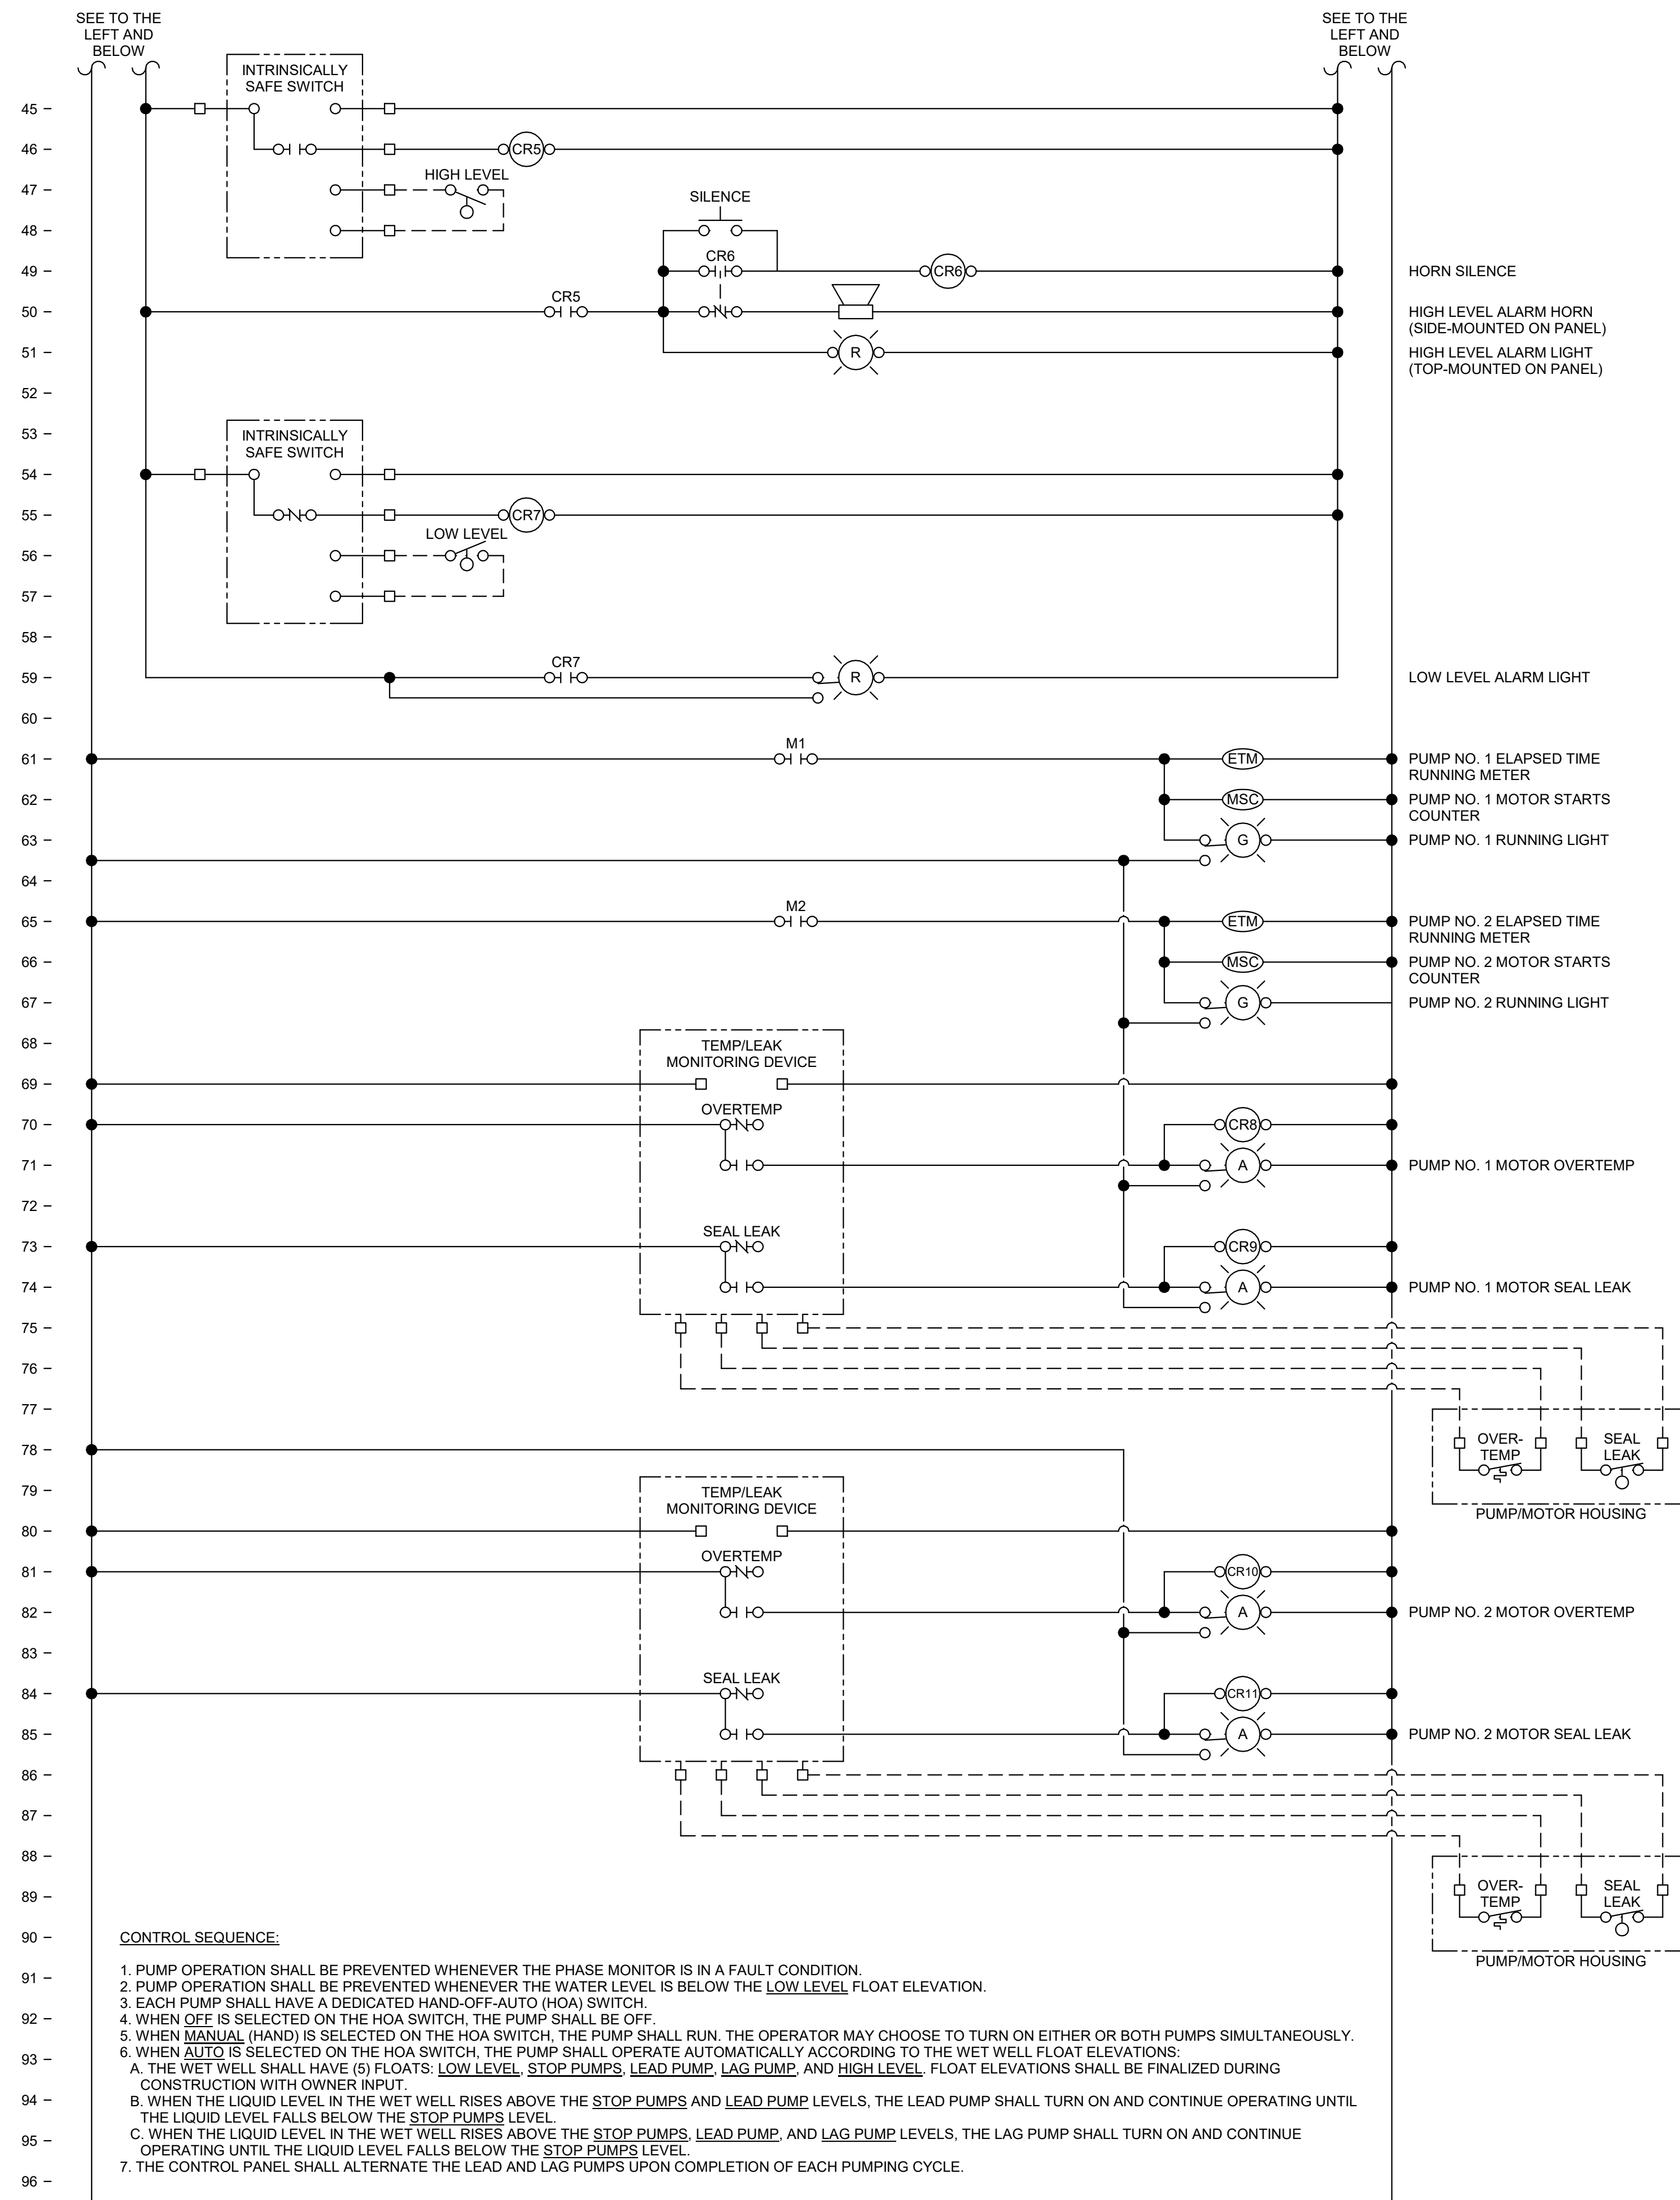 SEE TO THE
LEFT AND
BELOW
SEE TO THE
LEFT AND
BELOW
INTRINSICALLY
SAFE SWITCH
45
46 CR5
47 HIGH LEVEL
SILENCE
48
CR6
49 CR6 HORN SILENCE
CR5
50 HIGH LEVEL ALARM HORN
(SIDE-MOUNTED ON PANEL)
51 R HIGH LEVEL ALARM LIGHT
(TOP-MOUNTED ON PANEL)
52
53
INTRINSICALLY
SAFE SWITCH
54
55 CR7
LOW LEVEL
56
57
58
CR7
59 R LOW LEVEL ALARM LIGHT
60
M1
61 ETM PUMP NO. 1 ELAPSED TIME
RUNNING METER
62 MSC PUMP NO. 1 MOTOR STARTS
COUNTER
63 G PUMP NO. 1 RUNNING LIGHT
64
M2
65 ETM PUMP NO. 2 ELAPSED TIME
RUNNING METER
66 MSC PUMP NO. 2 MOTOR STARTS
COUNTER
67 G PUMP NO. 2 RUNNING LIGHT
68
TEMP/LEAK
MONITORING DEVICE
69
OVERTEMP
70 CR8
71 A PUMP NO. 1 MOTOR OVERTEMP
72
SEAL LEAK
73 CR9
74 A PUMP NO. 1 MOTOR SEAL LEAK
75
76
77
78
OVER-
TEMP
SEAL
LEAK
PUMP/MOTOR HOUSING
79
TEMP/LEAK
MONITORING DEVICE
80
OVERTEMP
81 CR10
82 A PUMP NO. 2 MOTOR OVERTEMP
83
SEAL LEAK
84 CR11
85 A PUMP NO. 2 MOTOR SEAL LEAK
86
87
88
89
OVER-
TEMP
SEAL
LEAK
PUMP/MOTOR HOUSING
90
91
92
93
94
95
96
CONTROL SEQUENCE:
1. PUMP OPERATION SHALL BE PREVENTED WHENEVER THE PHASE MONITOR IS IN A FAULT CONDITION.
2. PUMP OPERATION SHALL BE PREVENTED WHENEVER THE WATER LEVEL IS BELOW THE LOW LEVEL FLOAT ELEVATION.
3. EACH PUMP SHALL HAVE A DEDICATED HAND-OFF-AUTO (HOA) SWITCH.
4. WHEN OFF IS SELECTED ON THE HOA SWITCH, THE PUMP SHALL BE OFF.
5. WHEN MANUAL (HAND) IS SELECTED ON THE HOA SWITCH, THE PUMP SHALL RUN. THE OPERATOR MAY CHOOSE TO TURN ON EITHER OR BOTH PUMPS SIMULTANEOUSLY.
6. WHEN AUTO IS SELECTED ON THE HOA SWITCH, THE PUMP SHALL OPERATE AUTOMATICALLY ACCORDING TO THE WET WELL FLOAT ELEVATIONS:
A. THE WET WELL SHALL HAVE (5) FLOATS: LOW LEVEL, STOP PUMPS, LEAD PUMP, LAG PUMP, AND HIGH LEVEL. FLOAT ELEVATIONS SHALL BE FINALIZED DURING
CONSTRUCTION WITH OWNER INPUT.
B. WHEN THE LIQUID LEVEL IN THE WET WELL RISES ABOVE THE STOP PUMPS AND LEAD PUMP LEVELS, THE LEAD PUMP SHALL TURN ON AND CONTINUE OPERATING UNTIL
THE LIQUID LEVEL FALLS BELOW THE STOP PUMPS LEVEL.
C. WHEN THE LIQUID LEVEL IN THE WET WELL RISES ABOVE THE STOP PUMPS, LEAD PUMP, AND LAG PUMP LEVELS, THE LAG PUMP SHALL TURN ON AND CONTINUE
OPERATING UNTIL THE LIQUID LEVEL FALLS BELOW THE STOP PUMPS LEVEL.
7. THE CONTROL PANEL SHALL ALTERNATE THE LEAD AND LAG PUMPS UPON COMPLETION OF EACH PUMPING CYCLE.